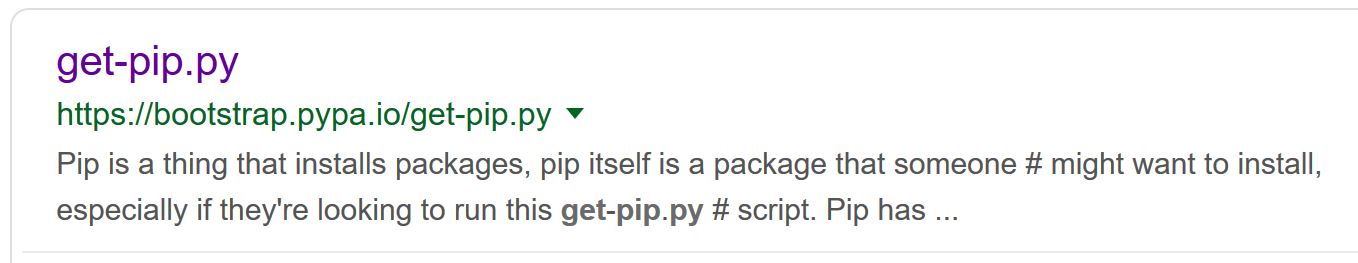 get-pip.py
https://bootstrap.pypa.io/get-pip.py
Pip is a thing that installs packages, pip itself is a package that someone # might want to install,
especially if they're looking to run this get-pip.py # script. Pip has ...